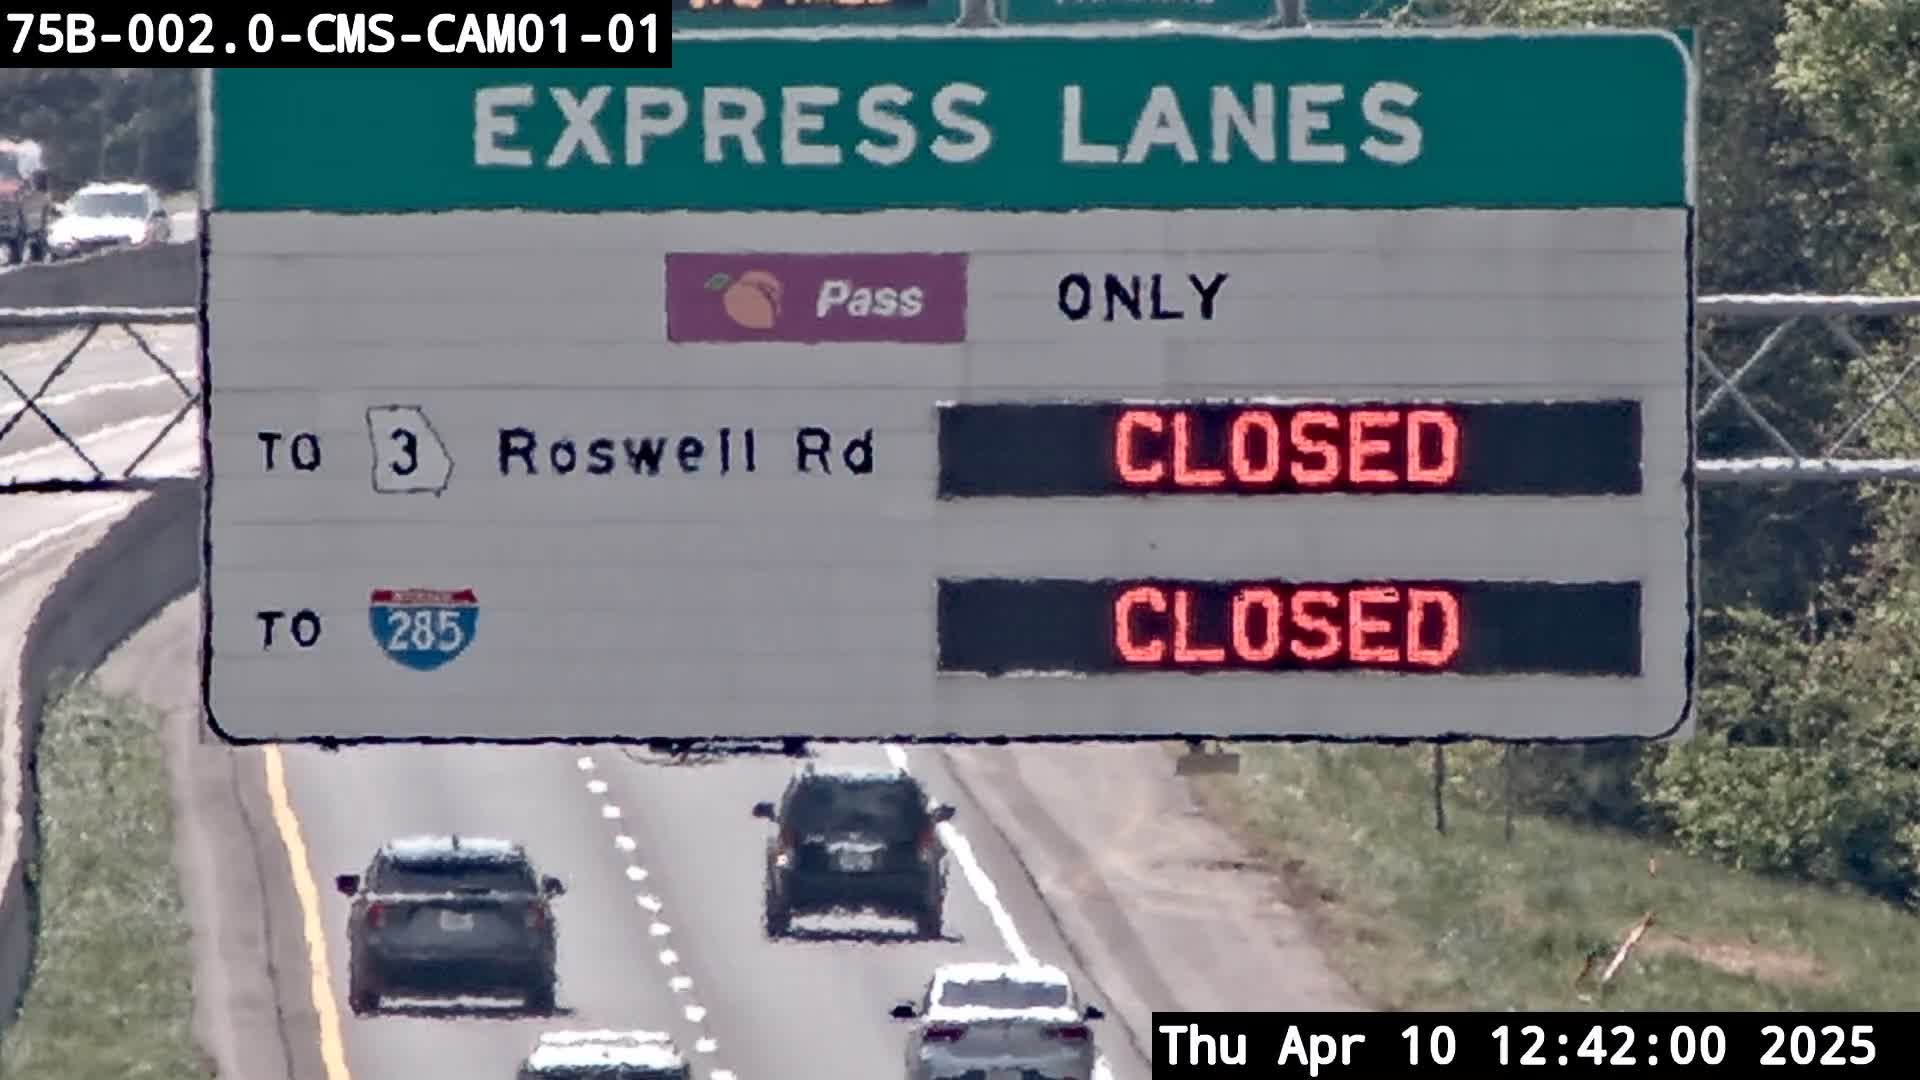 75B-002.0-CMS-CAM01-01
EXPRESS LANES
Pass ONLY
TO 3 Roswell Rd CLOSED
TO 285 CLOSED
Thu Apr 10 12:42:00 2025